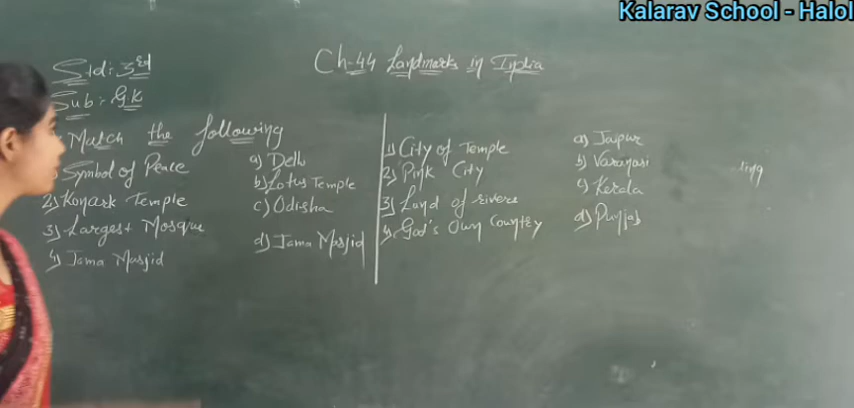 Kalarav School - Halol
Std: 3rd
Ch-44 Landmarks in India
Sub: G.K
Match the following
Symbol of Peace a) Delhi
2) Konark Temple b) Lotus Temple
3) Largest Mosque c) Odisha
4) Jama Masjid d) Jama Masjid
1) City of Temple a) Jaipur
2) Pink City b) Varanasi
3) Land of rivers c) Kerala
4) God's Own Country d) Punjab